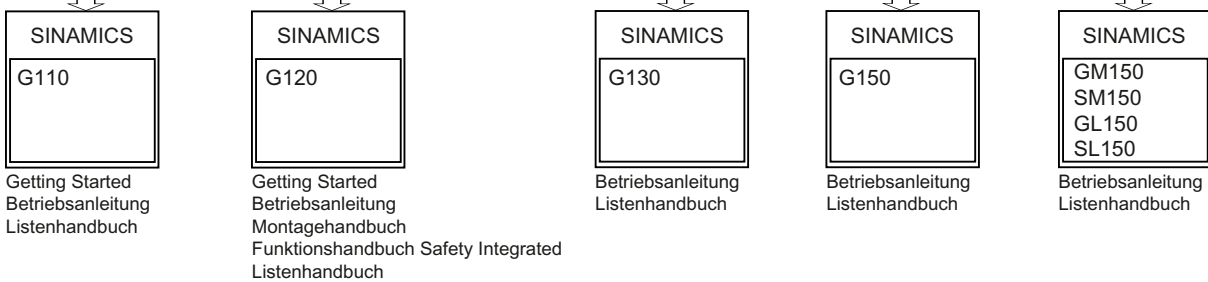 SINAMICS
G110
Getting Started
Betriebsanleitung
Listenhandbuch
SINAMICS
G120
Getting Started
Betriebsanleitung
Montagehandbuch
Funktionshandbuch Safety Integrated
Listenhandbuch
SINAMICS
G130
Betriebsanleitung
Listenhandbuch
SINAMICS
G150
Betriebsanleitung
Listenhandbuch
SINAMICS
GM150
SM150
GL150
SL150
Betriebsanleitung
Listenhandbuch